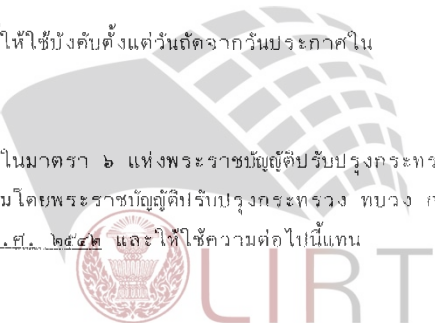 ให้ใช้บังคับตั้งแต่วันถัดจากวันประกาศใน
ในมาตรา ๖ แห่งพระราชบัญญัติปรับปรุงกระทร
มโดยพระราชบัญญัติปรับปรุงกระทรวง ทบวง ก
.ศ. ๒๕๔๒ และให้ใช้ความต่อไปนี้แทน
LIRT